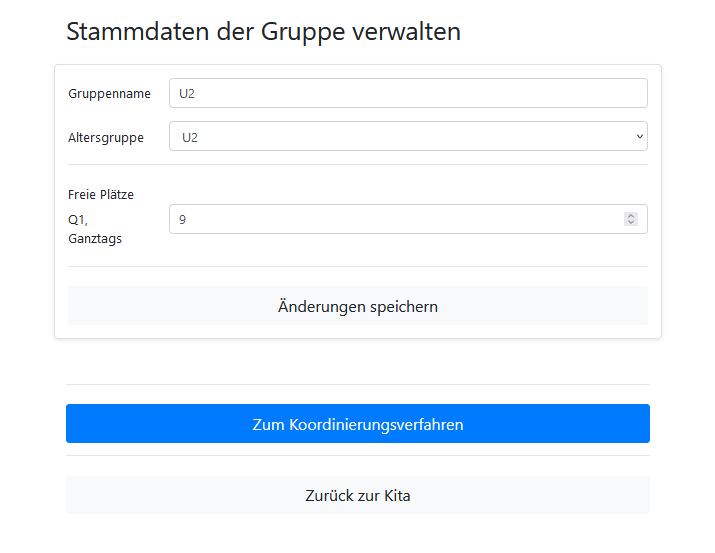 Stammdaten der Gruppe verwalten
Gruppenname U2
Altersgruppe U2
Freie Plätze
Q1,
Ganztags 9
Änderungen speichern
Zum Koordinierungsverfahren
Zurück zur Kita